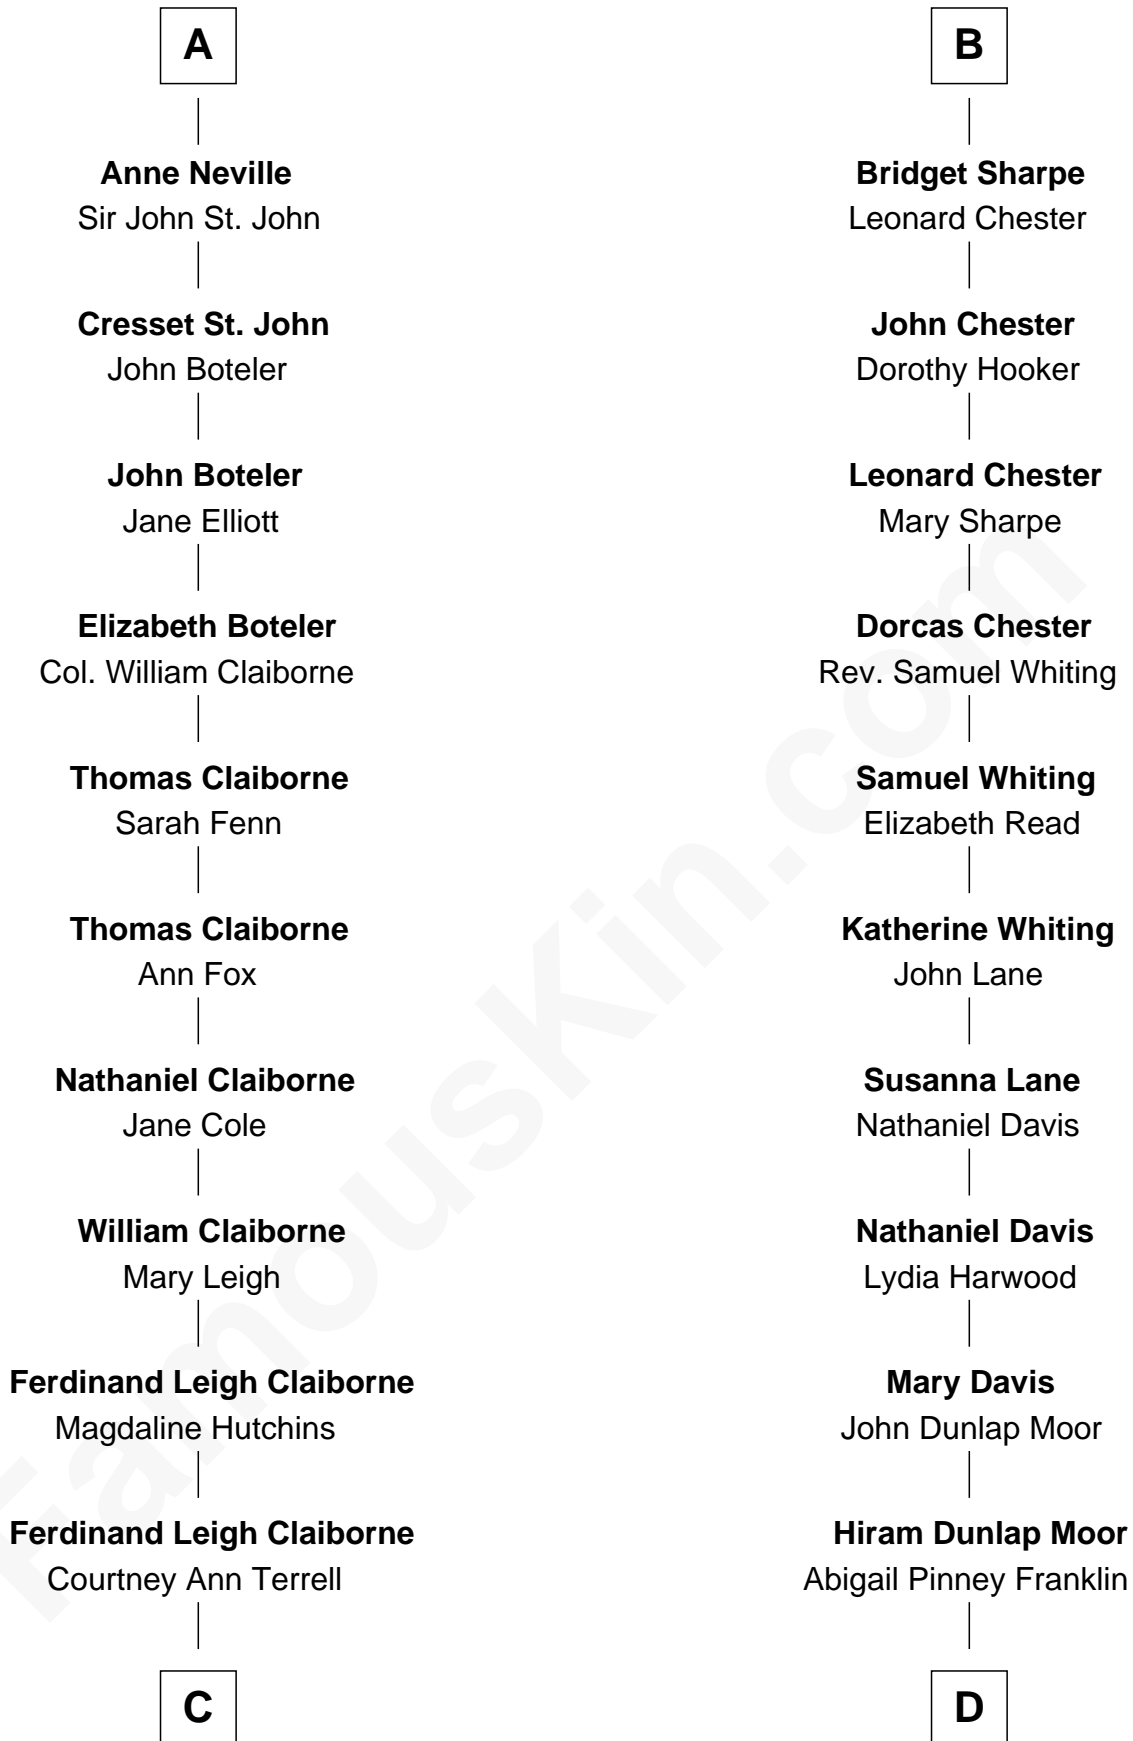 A
Anne Neville
Sir John St. John
Cresset St. John
John Boteler
John Boteler
Jane Elliott
Elizabeth Boteler
Col. William Claiborne
Thomas Claiborne
Sarah Fenn
Thomas Claiborne
Ann Fox
Nathaniel Claiborne
Jane Cole
William Claiborne
Mary Leigh
Ferdinand Leigh Claiborne
Magdaline Hutchins
Ferdinand Leigh Claiborne
Courtney Ann Terrell
C
B
Bridget Sharpe
Leonard Chester
John Chester
Dorothy Hooker
Leonard Chester
Mary Sharpe
Dorcas Chester
Rev. Samuel Whiting
Samuel Whiting
Elizabeth Read
Katherine Whiting
John Lane
Susanna Lane
Nathaniel Davis
Nathaniel Davis
Lydia Harwood
Mary Davis
John Dunlap Moor
Hiram Dunlap Moor
Abigail Pinney Franklin
D
FamousKin.com